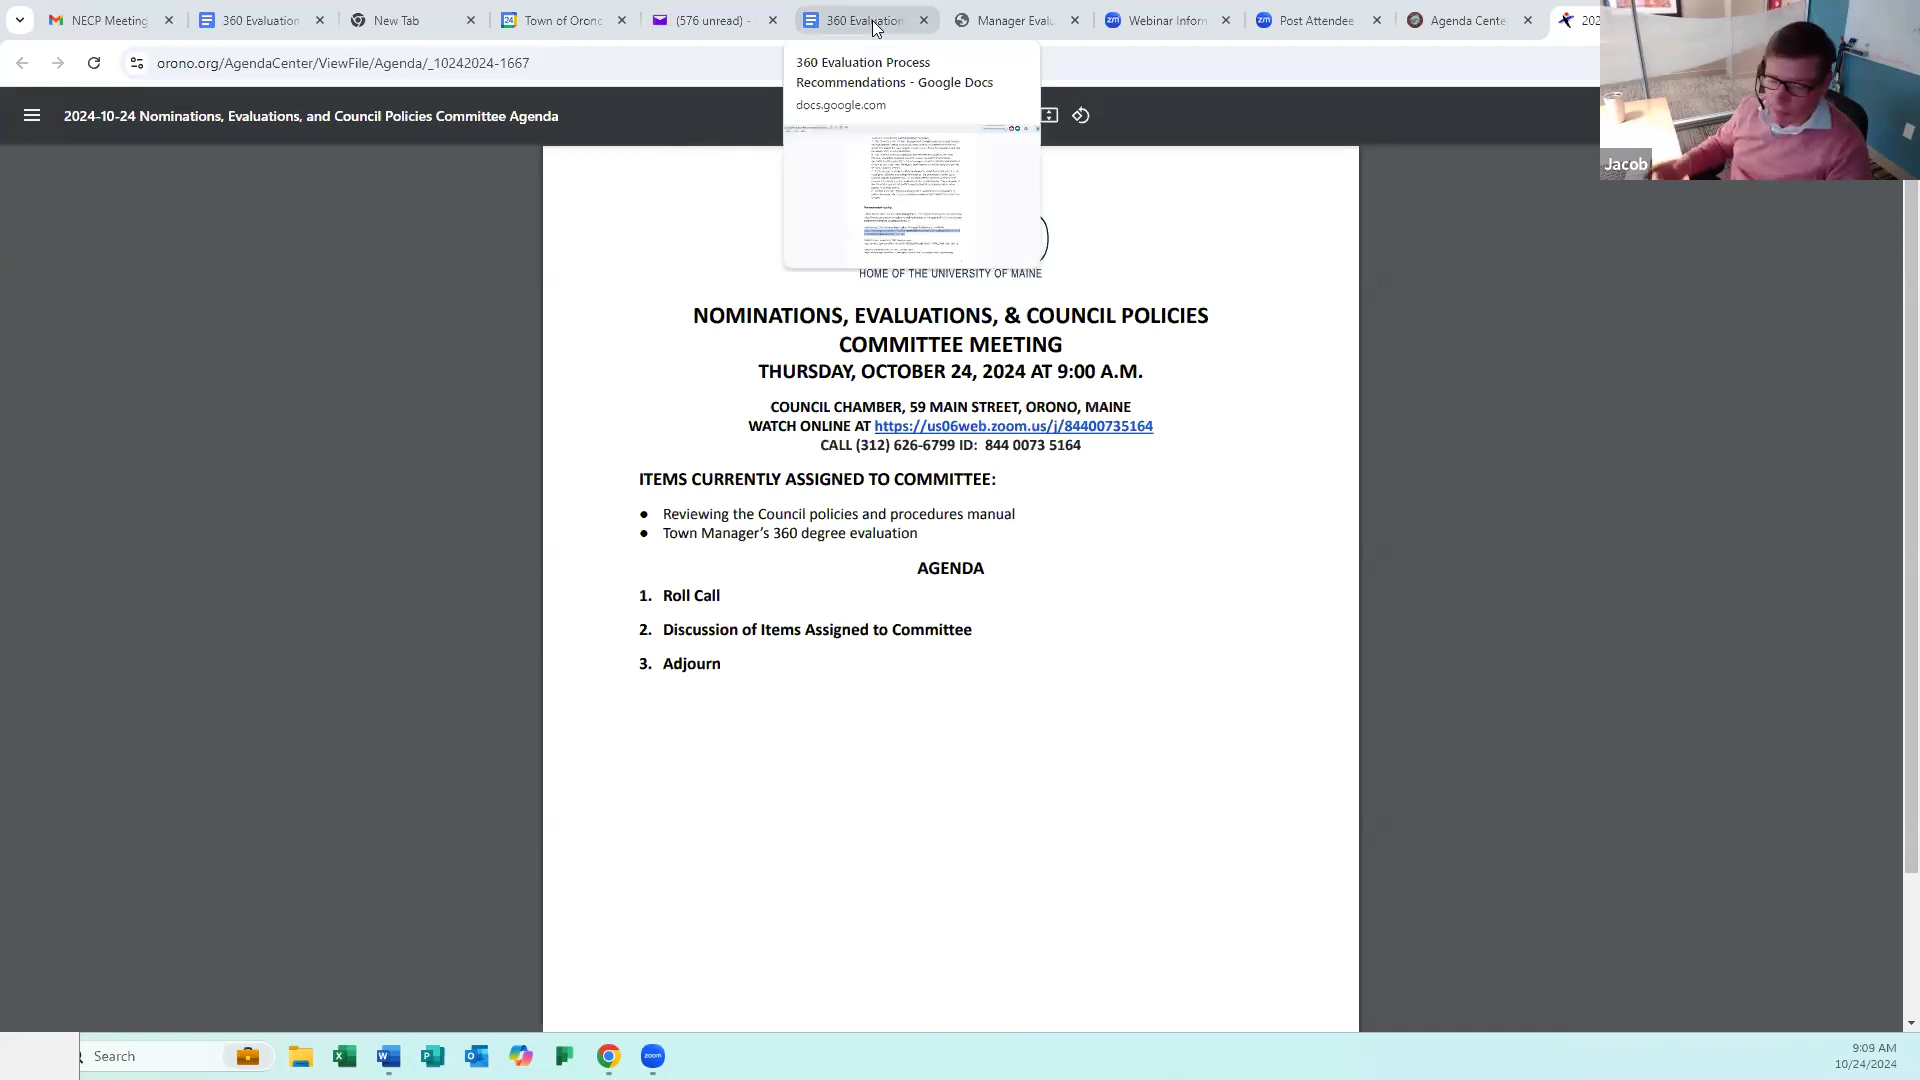 NECP Meeting
360 Evaluation
New Tab
Town of Orono
(576 unread) -
360 Evaluation
Manager Evalu
Webinar Inform
Post Attendee
Agenda Cente
202
orono.org/AgendaCenter/ViewFile/Agenda/_10242024-1667
360 Evaluation Process
Recommendations - Google Docs
docs.google.com
2024-10-24 Nominations, Evaluations, and Council Policies Committee Agenda
Jacob
HOME OF THE UNIVERSITY OF MAINE
NOMINATIONS, EVALUATIONS, & COUNCIL POLICIES
COMMITTEE MEETING
THURSDAY, OCTOBER 24, 2024 AT 9:00 A.M.
COUNCIL CHAMBER, 59 MAIN STREET, ORONO, MAINE
WATCH ONLINE AT https://us06web.zoom.us/j/84400735164
CALL (312) 626-6799 ID: 844 0073 5164
ITEMS CURRENTLY ASSIGNED TO COMMITTEE:
● Reviewing the Council policies and procedures manual
● Town Manager’s 360 degree evaluation
AGENDA
1. Roll Call
2. Discussion of Items Assigned to Committee
3. Adjourn
Search
9:09 AM
10/24/2024